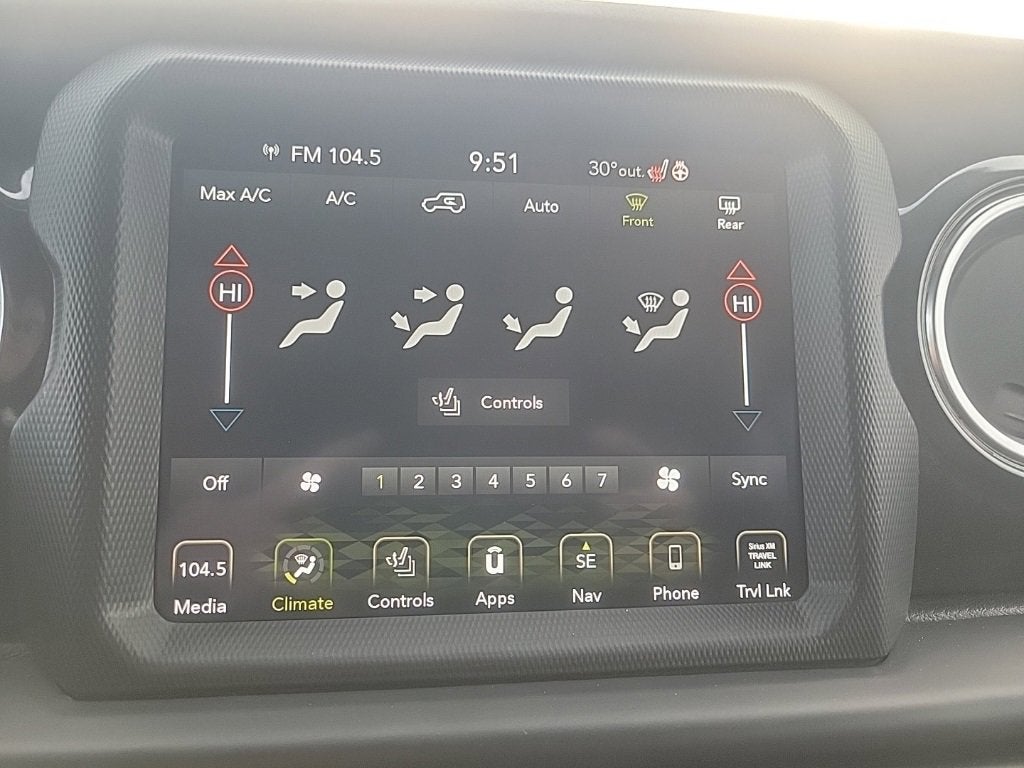 FM 104.5
9:51
30° out.
Max A/C
A/C
Auto
Front
Rear
HI
HI
Controls
Off
1 2 3 4 5 6 7
Sync
104.5
Media
Climate
Controls
u
Apps
SE
Nav
Phone
Sirius XM
TRAVEL
LINK
Trvl Lnk